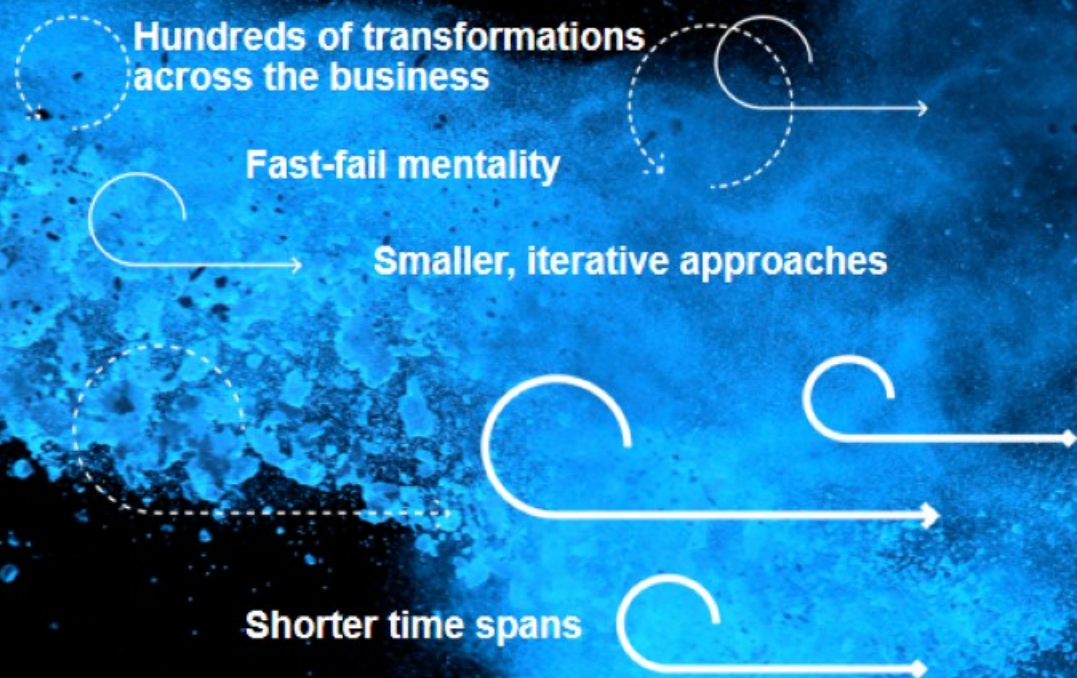 Hundreds of transformations
across the business
Fast-fail mentality
Smaller, iterative approaches
Shorter time spans